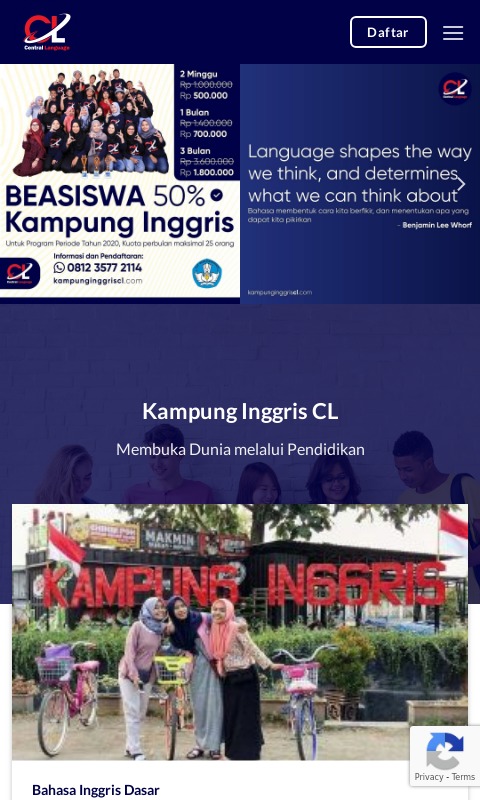 CL
Central Language
Daftar
2 Minggu
Rp 1.000.000
Rp 500.000
1 Bulan
Rp 1.400.000
Rp 700.000
3 Bulan
Rp 3.600.000
Rp 1.800.000
BEASISWA 50%
Kampung Inggris
Untuk Program Periode Tahun 2020, Kuota perbulan maksimal 25 orang
Informasi dan Pendaftaran:
0812 3577 2114
kampunginggriscl.com
CL
CL
Language shapes the way
we think, and determines
what we can think about
Bahasa membentuk cara kita berfikir, dan menentukan apa yang
dapat kita pikirkan
- Benjamin Lee Whorf
kampunginggriscl.com
Kampung Inggris CL
Membuka Dunia melalui Pendidikan
MAKMIN
KAMPUNG INGGRIS
Bahasa Inggris Dasar
Privacy - Terms